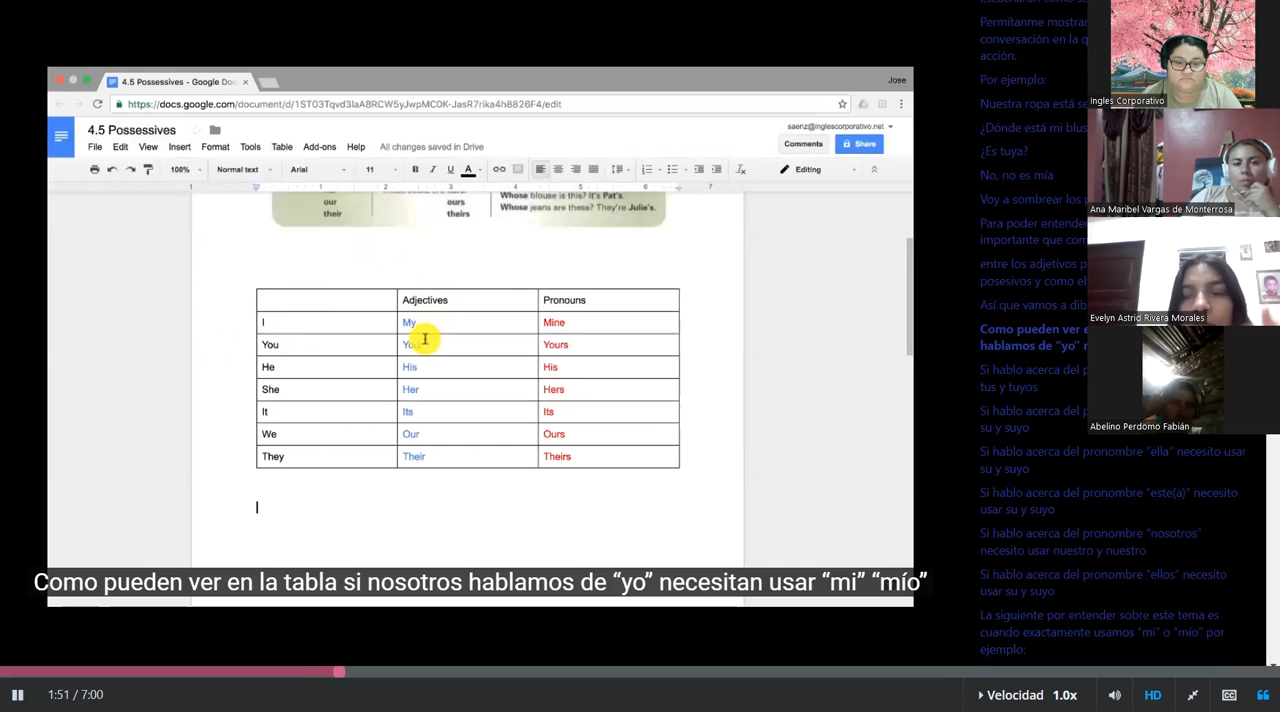 4.5 Possessives - Google Doc
Jose
https://docs.google.com/document/d/1ST03Tqvd3laA8RCW5yJwpMC0K-JasR7rika4h8826F4/edit
4.5 Possessives
saenz@inglescorporativo.net
File Edit View Insert Format Tools Table Add-ons Help All changes saved in Drive
Comments Share
100% Normal text Arial 11 B I U A Editing
1 1 2 3 4 5 6 7
our ours Whose blouse is this? It's Pat's.
their theirs Whose jeans are these? They're Julie's.
Adjectives Pronouns
I My Mine
You Your Yours
He His His
She Her Hers
It Its Its
We Our Ours
They Their Theirs
Como pueden ver en la tabla si nosotros hablamos de “yo” necesitan usar “mi” “mío”
1:51 / 7:00
Velocidad 1.0x HD CC
Permítanme mostrar
conversación en la q
acción.
Por ejemplo:
Nuestra ropa está se
¿Dónde está mi blus
¿Es tuya?
No, no es mía
Voy a sombrear los p
Para poder entende
importante que com
entre los adjetivos p
posesivos y como el
Así que vamos a dib
Como pueden ver e
hablamos de “yo” n
Si hablo acerca del p
tus y tuyos
Si hablo acerca del p
su y suyo
Si hablo acerca del pronombre “ella” necesito usar
su y suyo
Si hablo acerca del pronombre “este(a)” necesito
usar su y suyo
Si hablo acerca del pronombre “nosotros”
necesito usar nuestro y nuestro
Si hablo acerca del pronombre “ellos” necesito
usar su y suyo
La siguiente por entender sobre este tema es
cuando exactamente usamos “mi” o “mío” por
ejemplo:
Ingles Corporativo
Ana Maribel Vargas de Monterrosa
Evelyn Astrid Rivera Morales
Abelino Perdomo Fabián